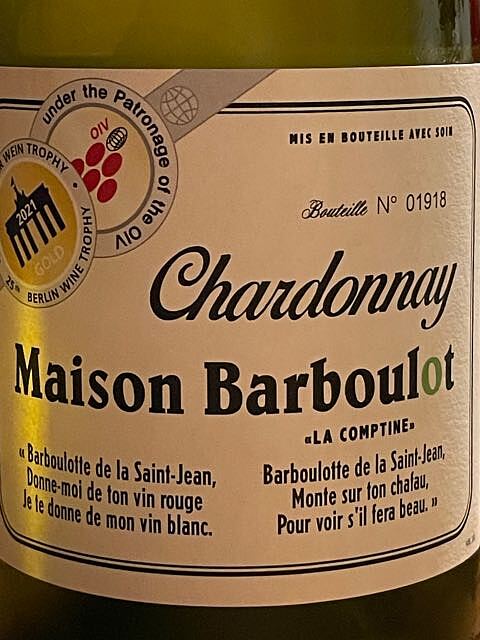 under the Patronage of the OIV
OIV
WEIN TROPHY
2021
GOLD
25th
BERLIN WINE TROPHY
MIS EN BOUTEILLE AVEC SOIN
Bouteille N° 01918
Chardonnay
Maison Barboulot
«LA COMPTINE»
« Barboulotte de la Saint-Jean,
Donne-moi de ton vin rouge
Je te donne de mon vin blanc.
Barboulotte de la Saint-Jean,
Monte sur ton chafau,
Pour voir s'il fera beau. »